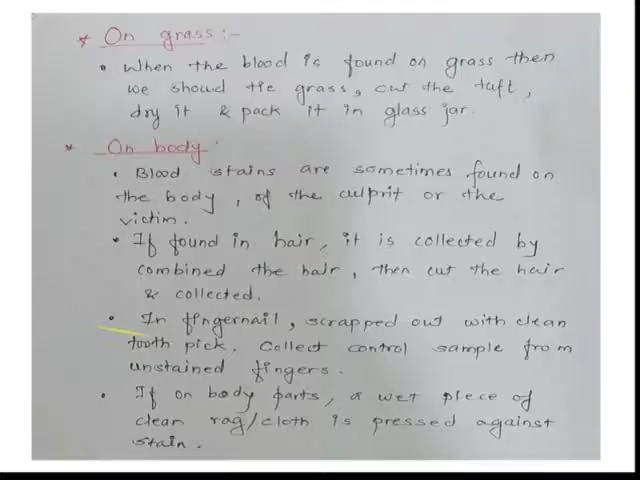 * On grass :-
• When the blood is found on grass then
we should tie grass, cut the tuft,
dry it & pack it in glass jar.
* On body :
• Blood stains are sometimes found on
the body, of the culprit or the
victim.
• If found in hair, it is collected by
combined the hair, then cut the hair
& collected.
• In fingernail, scrapped out with clean
tooth pick. Collect control sample from
unstained fingers.
• If on body parts, a wet piece of
clean rag/cloth is pressed against
stain.